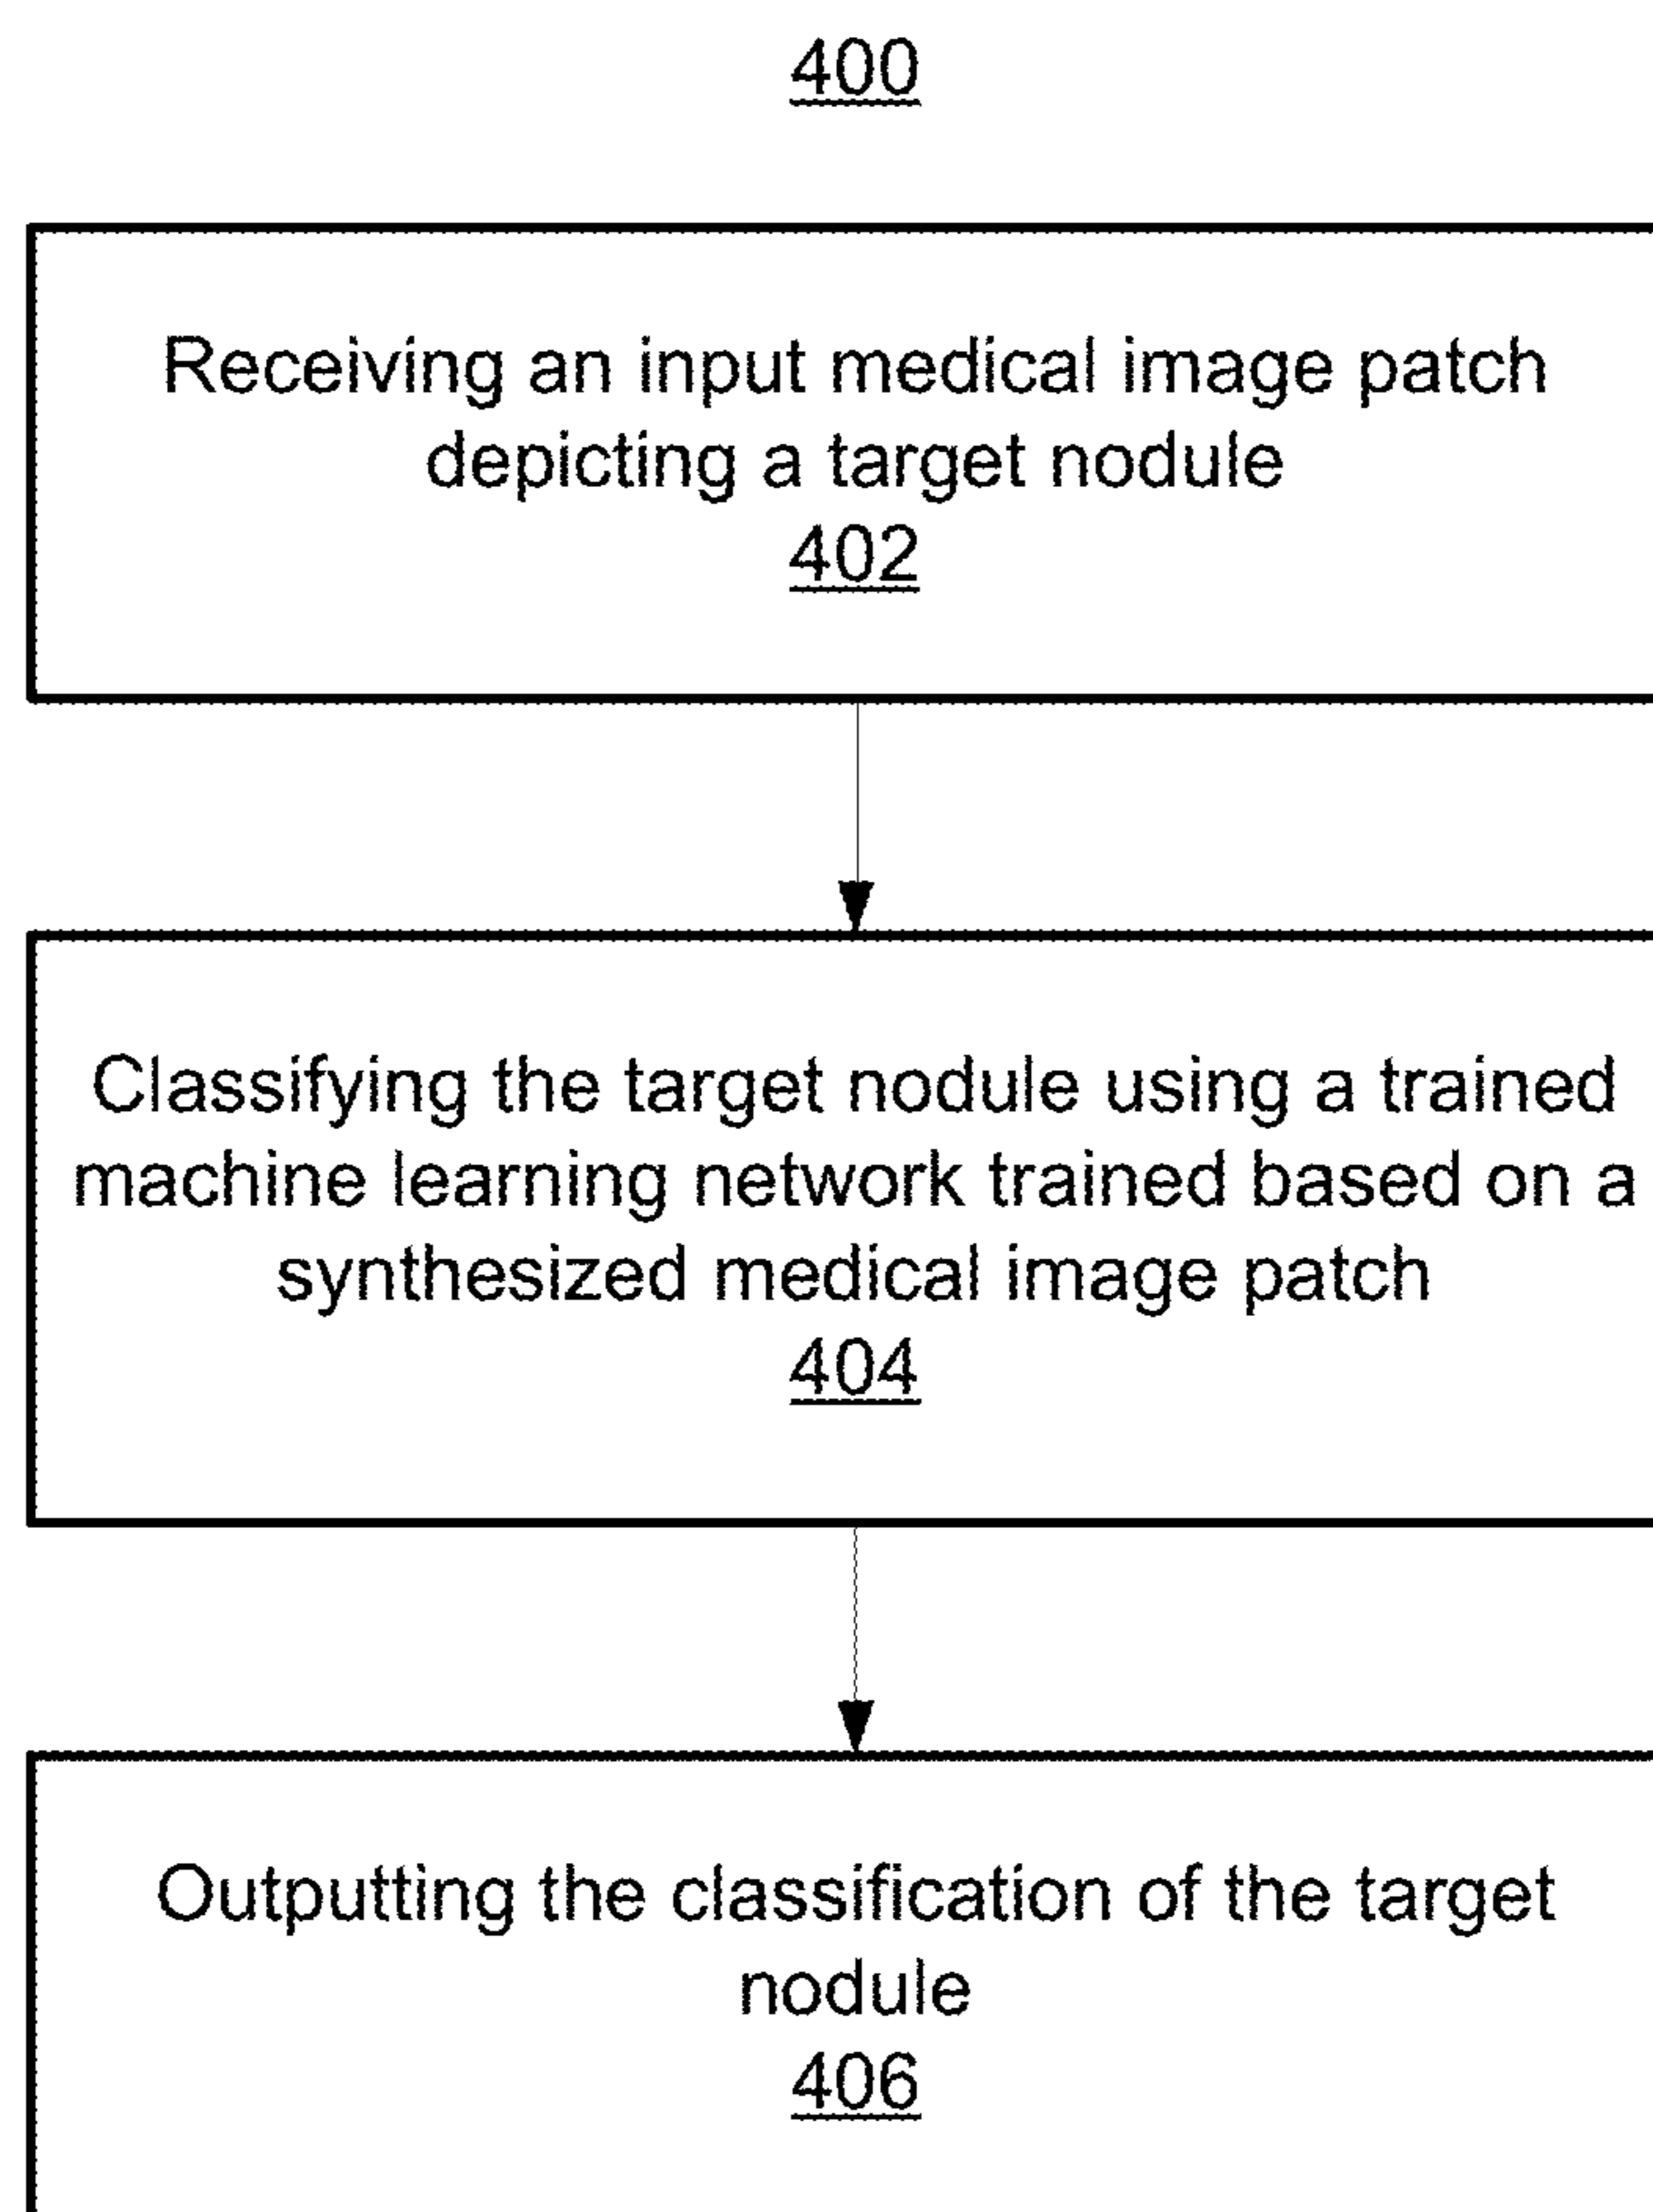 400
Receiving an input medical image patch
depicting a target nodule
402
Classifying the target nodule using a trained
machine learning network trained based on a
synthesized medical image patch
404
Outputting the classification of the target
nodule
406